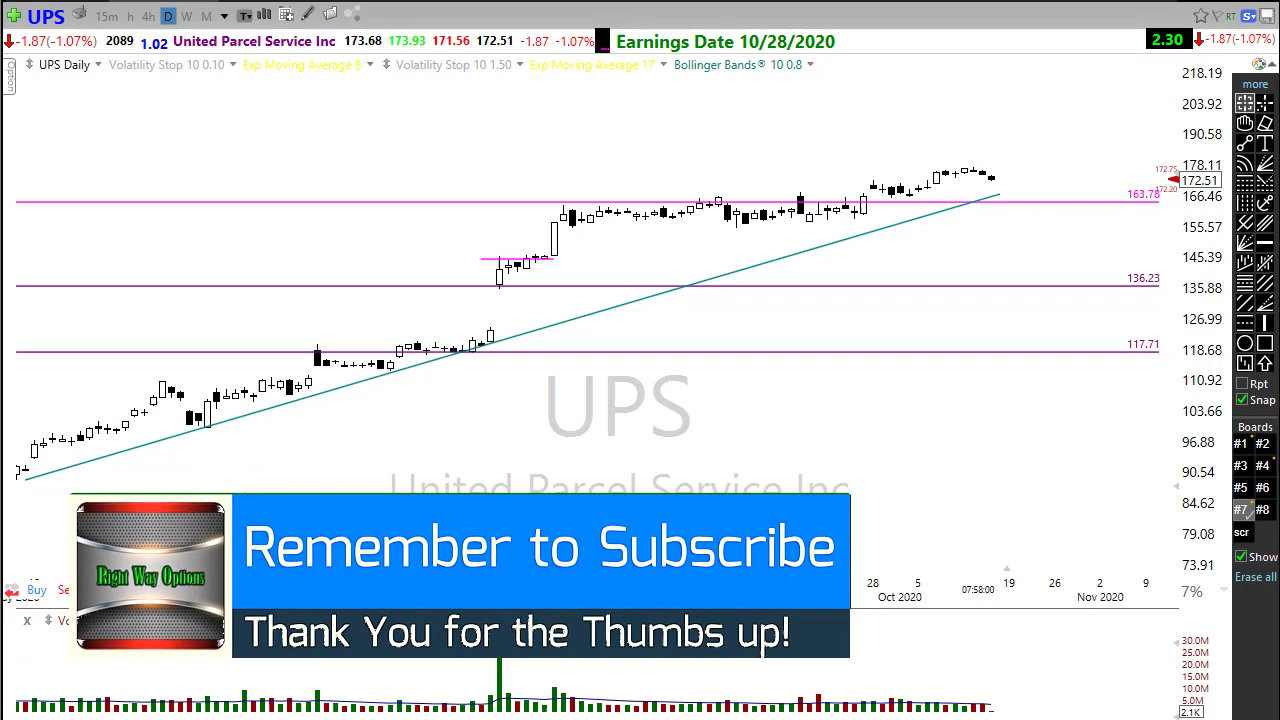 UPS 15m h 4h D W M T
-1.87(-1.07%) 2089 1.02 United Parcel Service Inc 173.68 173.93 171.56 172.51 -1.87 -1.07% Earnings Date 10/28/2020 2.30 -1.87(-1.07%)
RT
Option
UPS Daily Volatility Stop 10 0.10 Exp Moving Average 8 Volatility Stop 10 1.50 Exp Moving Average 17 Bollinger Bands® 10 0.8
218.19
203.92
190.58
178.11
172.75
172.51
172.20
163.78
166.46
155.57
145.39
136.23
135.88
126.99
117.71
118.68
110.92
103.66
96.88
90.54
84.62
79.08
73.91
7%
UPS
United Parcel Service Inc
Remember to Subscribe
Right Way Options
Thank You for the Thumbs up!
Buy
28 5 07:58:00 19 26 2 9
Oct 2020 Nov 2020
x
30.0M
25.0M
20.0M
15.0M
10.0M
5.0M
2.1K
more
T
Rpt
Snap
Boards
#1 #2
#3 #4
#5 #6
#7 #8
scr
Show
Erase all